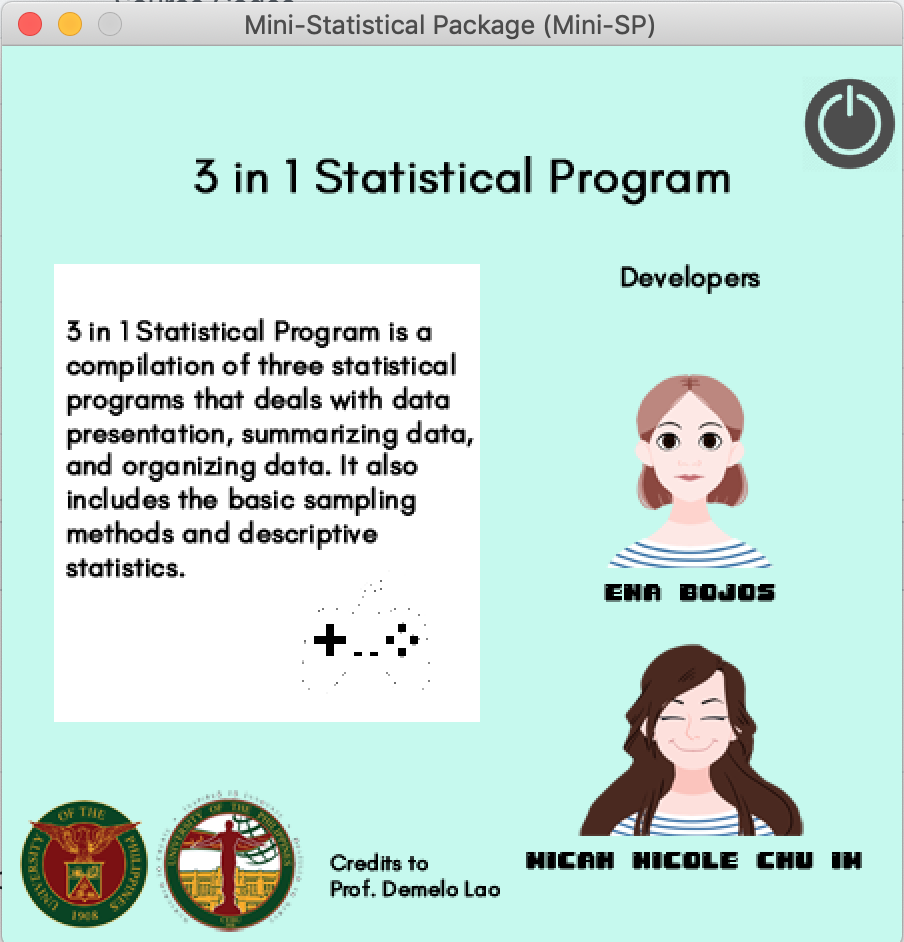 Mini-Statistical Package (Mini-SP)
3 in 1 Statistical Program
3 in 1 Statistical Program is a
compilation of three statistical
programs that deals with data
presentation, summarizing data,
and organizing data. It also
includes the basic sampling
methods and descriptive
statistics.
Developers
ENA BOJOS
MICAH NICOLE CHU IN
Credits to
Prof. Demelo Lao
UNIVERSITY OF THE PHILIPPINES
1908
UNIVERSITY OF THE PHILIPPINES
CEBU